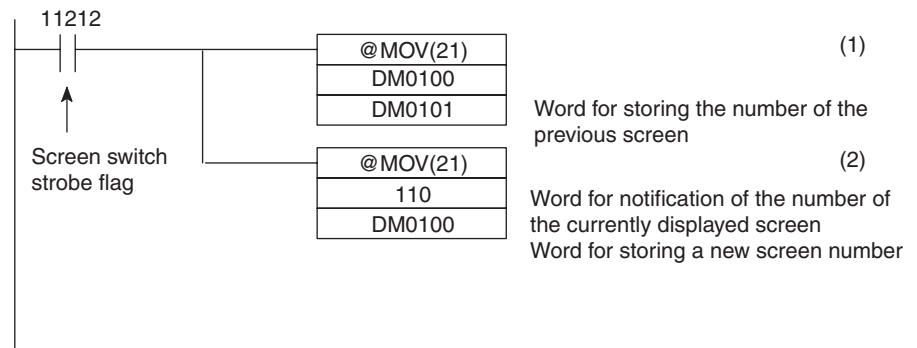 11212
@MOV(21)
(1)
DM0100
DM0101
Word for storing the number of the
previous screen
Screen switch
strobe flag
@MOV(21)
(2)
110
Word for notification of the number of
the currently displayed screen
DM0100
Word for storing a new screen number